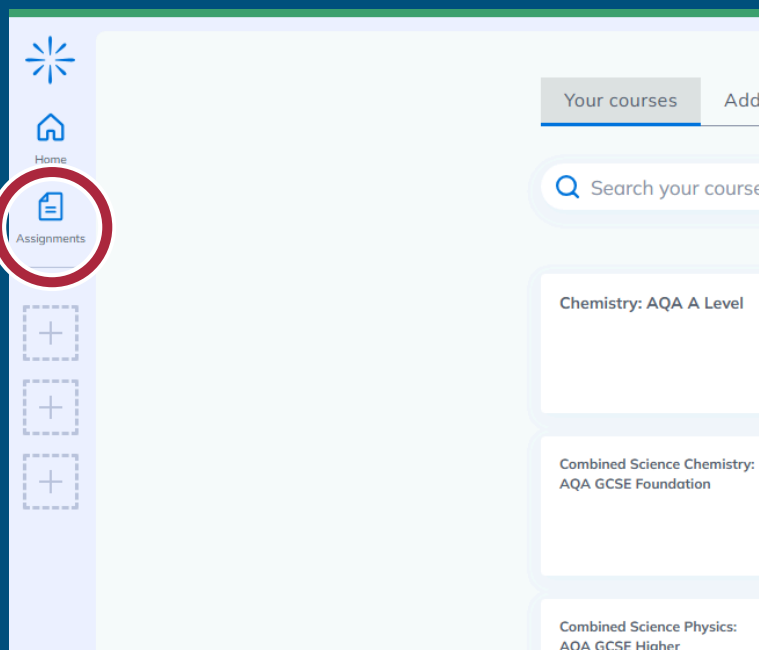 Home
Assignments
Your courses
Add
Search your course
Chemistry: AQA A Level
Combined Science Chemistry:
AQA GCSE Foundation
Combined Science Physics:
AQA GCSE Higher